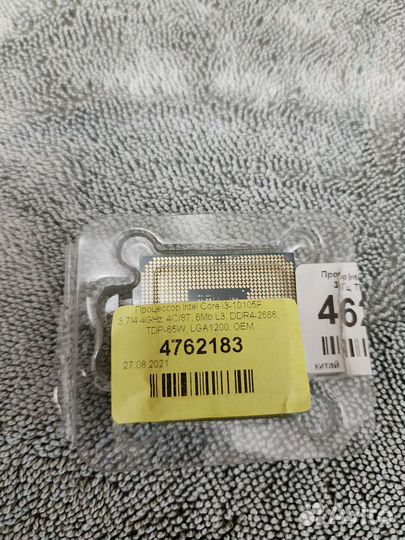 Процессор Intel Core i3-10105F
3.7/4.4GHz, 4C/8T, 6Mb L3, DDR4-2666,
TDP-65W, LGA1200, OEM
4762183
27.08.2021
китай
Avito